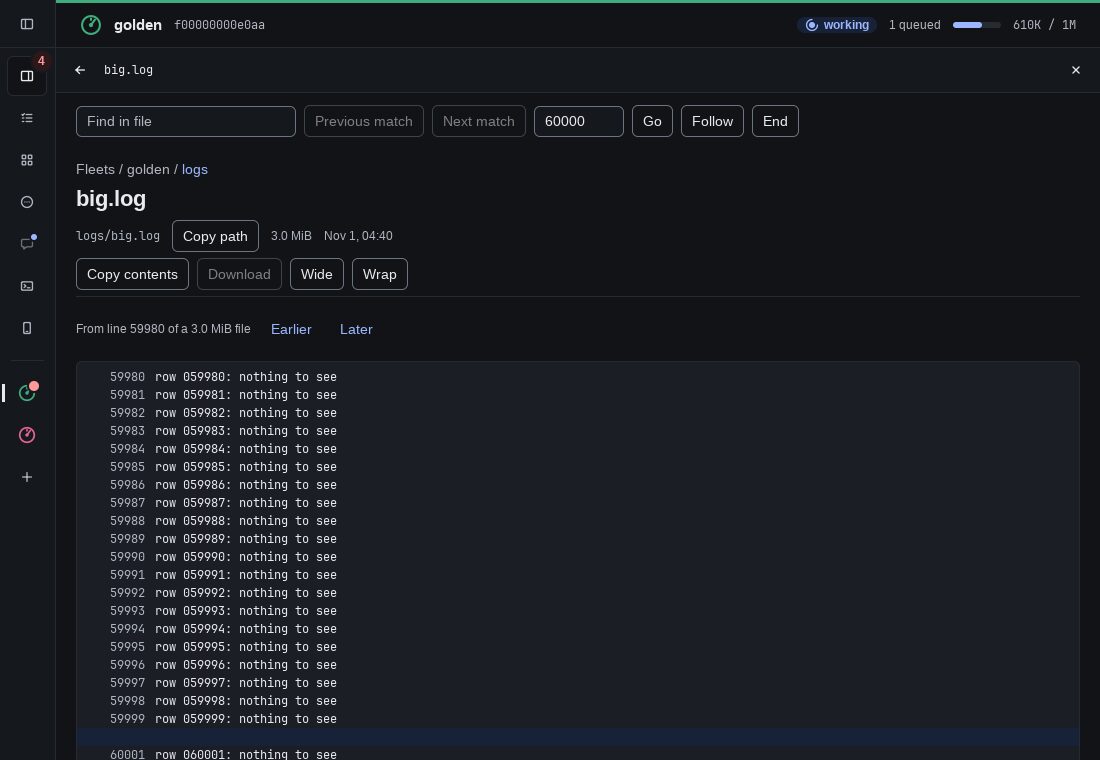 4
golden f00000000e0aa working 1 queued 610K / 1M
big.log
Find in file Previous match Next match 60000 Go Follow End
Fleets / golden / logs
big.log
logs/big.log Copy path 3.0 MiB Nov 1, 04:40
Copy contents Download Wide Wrap
From line 59980 of a 3.0 MiB file Earlier Later
59980 row 059980: nothing to see
59981 row 059981: nothing to see
59982 row 059982: nothing to see
59983 row 059983: nothing to see
59984 row 059984: nothing to see
59985 row 059985: nothing to see
59986 row 059986: nothing to see
59987 row 059987: nothing to see
59988 row 059988: nothing to see
59989 row 059989: nothing to see
59990 row 059990: nothing to see
59991 row 059991: nothing to see
59992 row 059992: nothing to see
59993 row 059993: nothing to see
59994 row 059994: nothing to see
59995 row 059995: nothing to see
59996 row 059996: nothing to see
59997 row 059997: nothing to see
59998 row 059998: nothing to see
59999 row 059999: nothing to see
60001 row 060001: nothing to see